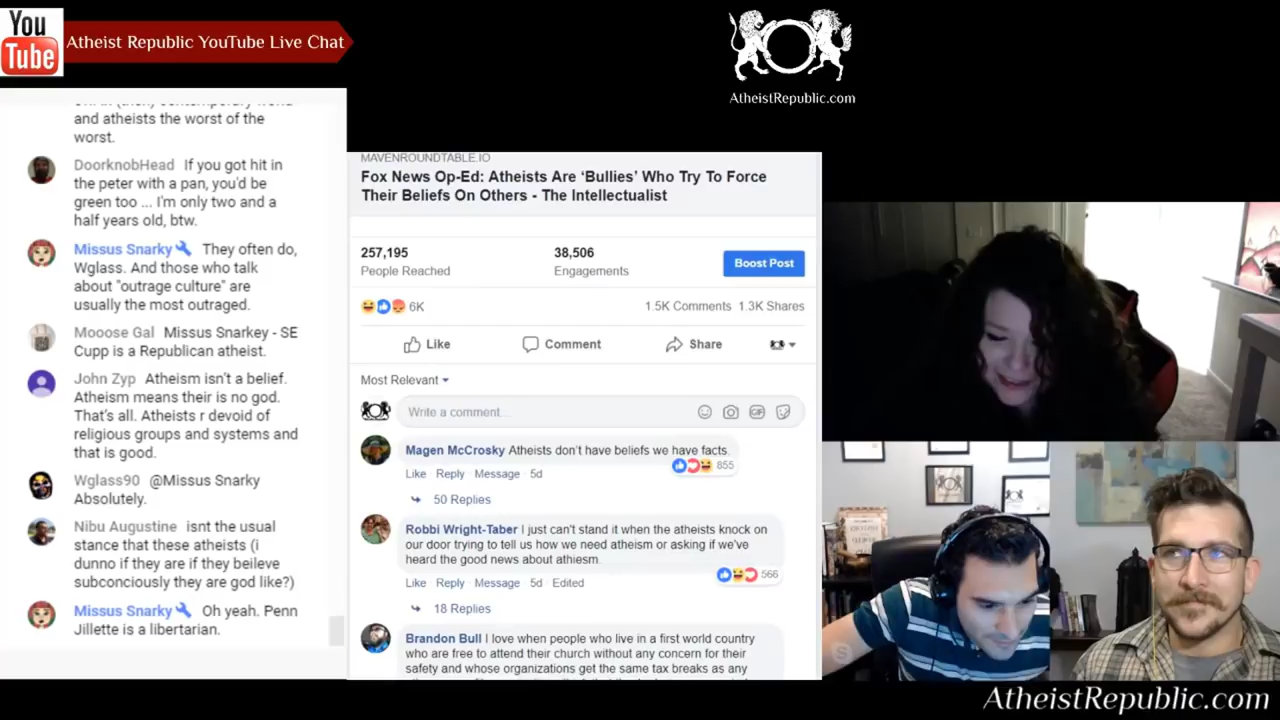 You
Tube
Atheist Republic YouTube Live Chat
AtheistRepublic.com
and atheists the worst of the
worst.
DoorknobHead If you got hit in
the peter with a pan, you'd be
green too ... I'm only two and a
half years old, btw.
Missus Snarky They often do,
Wglass. And those who talk
about "outrage culture" are
usually the most outraged.
Mooose Gal Missus Snarkey - SE
Cupp is a Republican atheist.
John Zyp Atheism isn't a belief.
Atheism means their is no god.
That's all. Atheists r devoid of
religious groups and systems and
that is good.
Wglass90 @Missus Snarky
Absolutely.
Nibu Augustine isnt the usual
stance that these atheists (i
dunno if they are if they beileve
subconciously they are god like?)
Missus Snarky Oh yeah. Penn
Jillette is a libertarian.
MAVENROUNDTABLE.IO
Fox News Op-Ed: Atheists Are ‘Bullies’ Who Try To Force
Their Beliefs On Others - The Intellectualist
257,195
People Reached
38,506
Engagements
Boost Post
6K
1.5K Comments 1.3K Shares
Like
Comment
Share
Most Relevant
Write a comment...
GIF
Magen McCrosky Atheists don't have beliefs we have facts.
855
Like Reply Message 5d
50 Replies
Robbi Wright-Taber I just can't stand it when the atheists knock on
our door trying to tell us how we need atheism or asking if we've
heard the good news about athiesm.
566
Like Reply Message 5d Edited
18 Replies
Brandon Bull I love when people who live in a first world country
who are free to attend their church without any concern for their
safety and whose organizations get the same tax breaks as any
AtheistRepublic.com